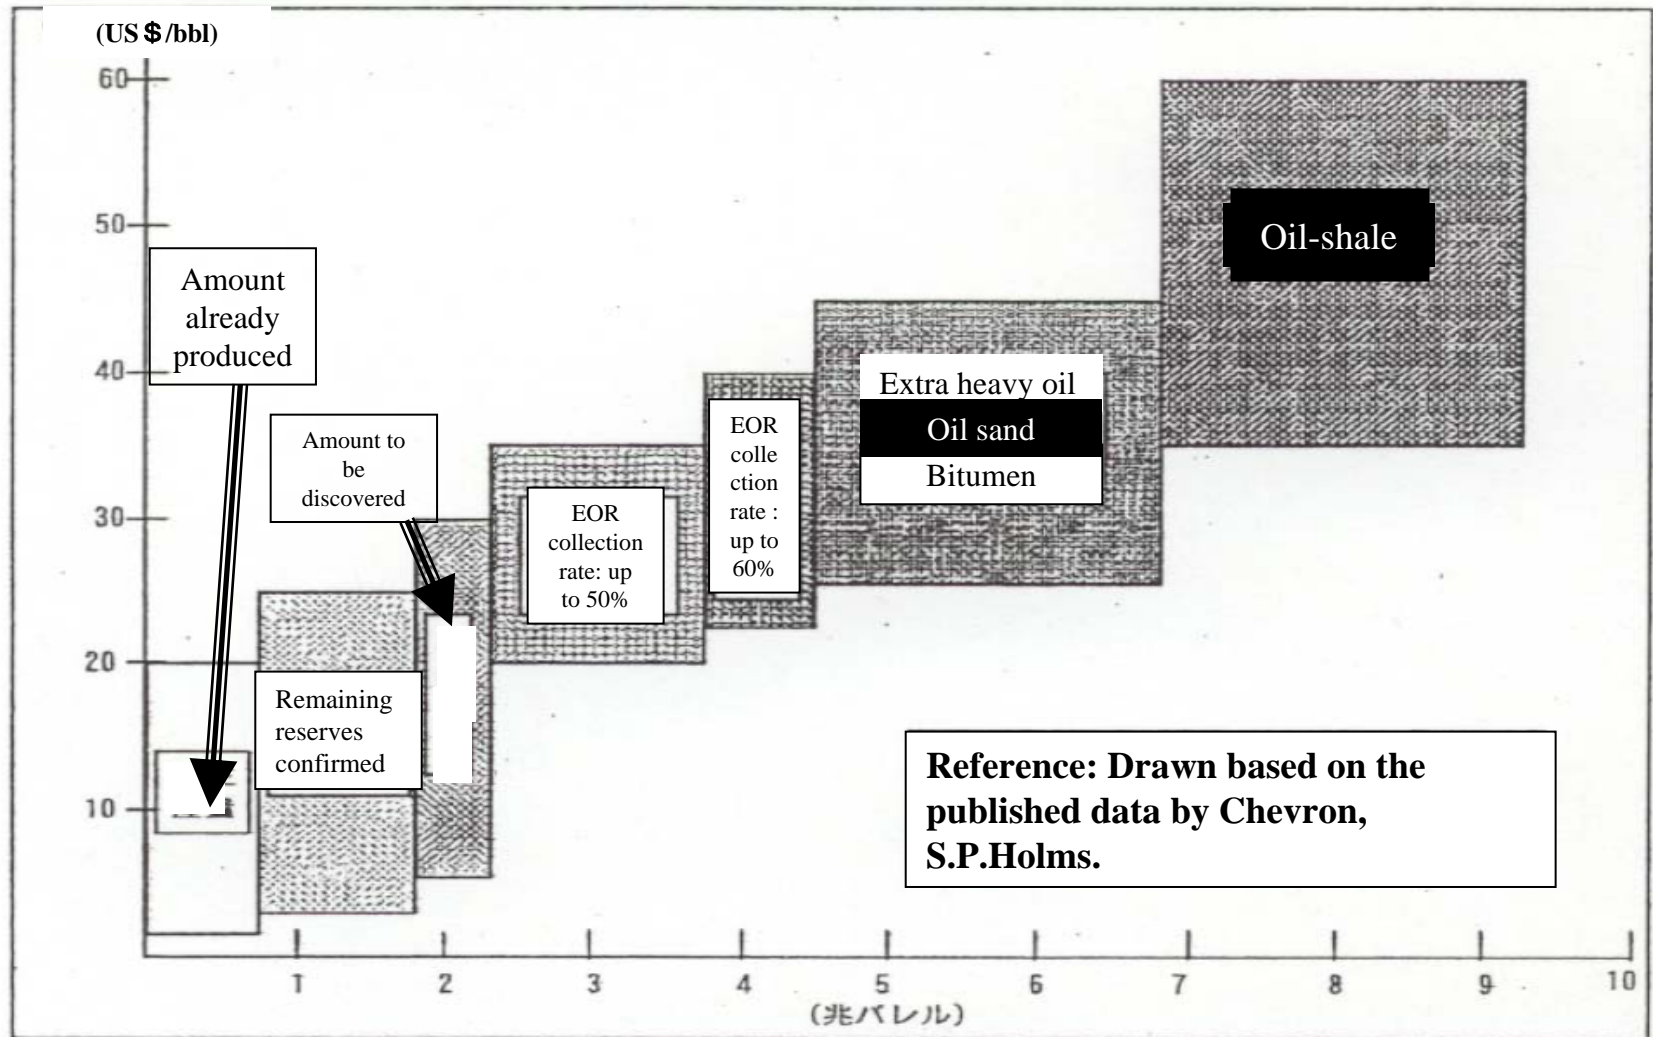 (US $/bbl)
60
50
40
30
20
10
Amount
already
produced
Amount to
be
discovered
Remaining
reserves
confirmed
EOR
collection
rate: up
to 50%
EOR
colle
ction
rate :
up to
60%
Extra heavy oil
Oil sand
Bitumen
Oil-shale
Reference: Drawn based on the
published data by Chevron,
S.P.Holms.
1 2 3 4 5 6 7 8 9 10
(兆バレル)